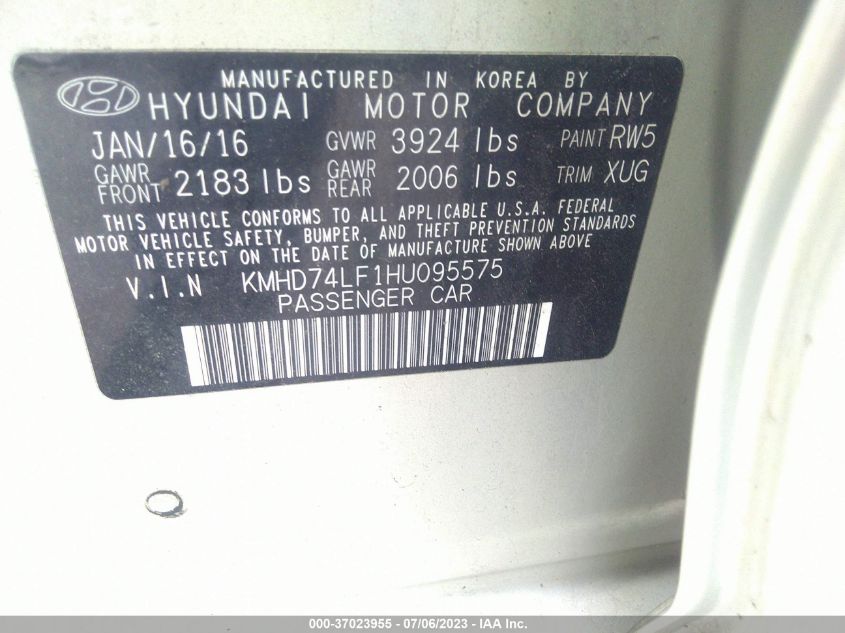 MANUFACTURED IN KOREA BY
HYUNDAI MOTOR COMPANY
JAN/16/16 GVWR 3924 lbs PAINT RW5
GAWR FRONT 2183 lbs GAWR REAR 2006 lbs TRIM XUG
THIS VEHICLE CONFORMS TO ALL APPLICABLE U.S.A. FEDERAL
MOTOR VEHICLE SAFETY, BUMPER, AND THEFT PREVENTION STANDARDS
IN EFFECT ON THE DATE OF MANUFACTURE SHOWN ABOVE
V.I.N KMHD74LF1HU095575
PASSENGER CAR
000-37023955 - 07/06/2023 - IAA Inc.